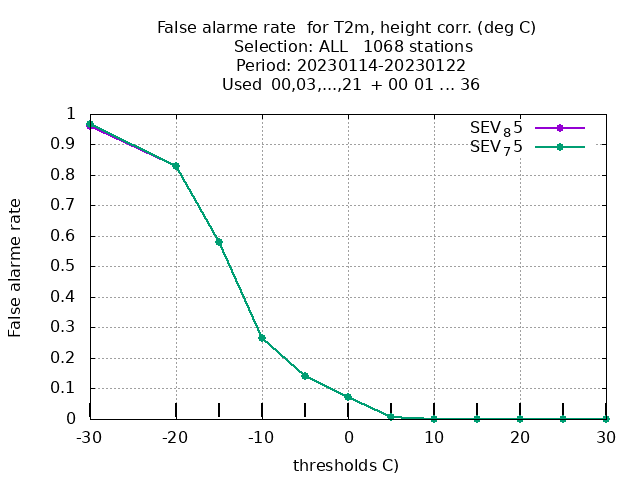 False alarme rate  for T2m, height corr. (deg C)
Selection: ALL   1068 stations
Period: 20230114-20230122
Used  00,03,...,21  + 00 01 ... 36
SEV₈5
SEV₇5
1
0.9
0.8
0.7
0.6
0.5
0.4
0.3
0.2
0.1
0
False alarme rate
-30 -20 -10 0 10 20 30
thresholds C)